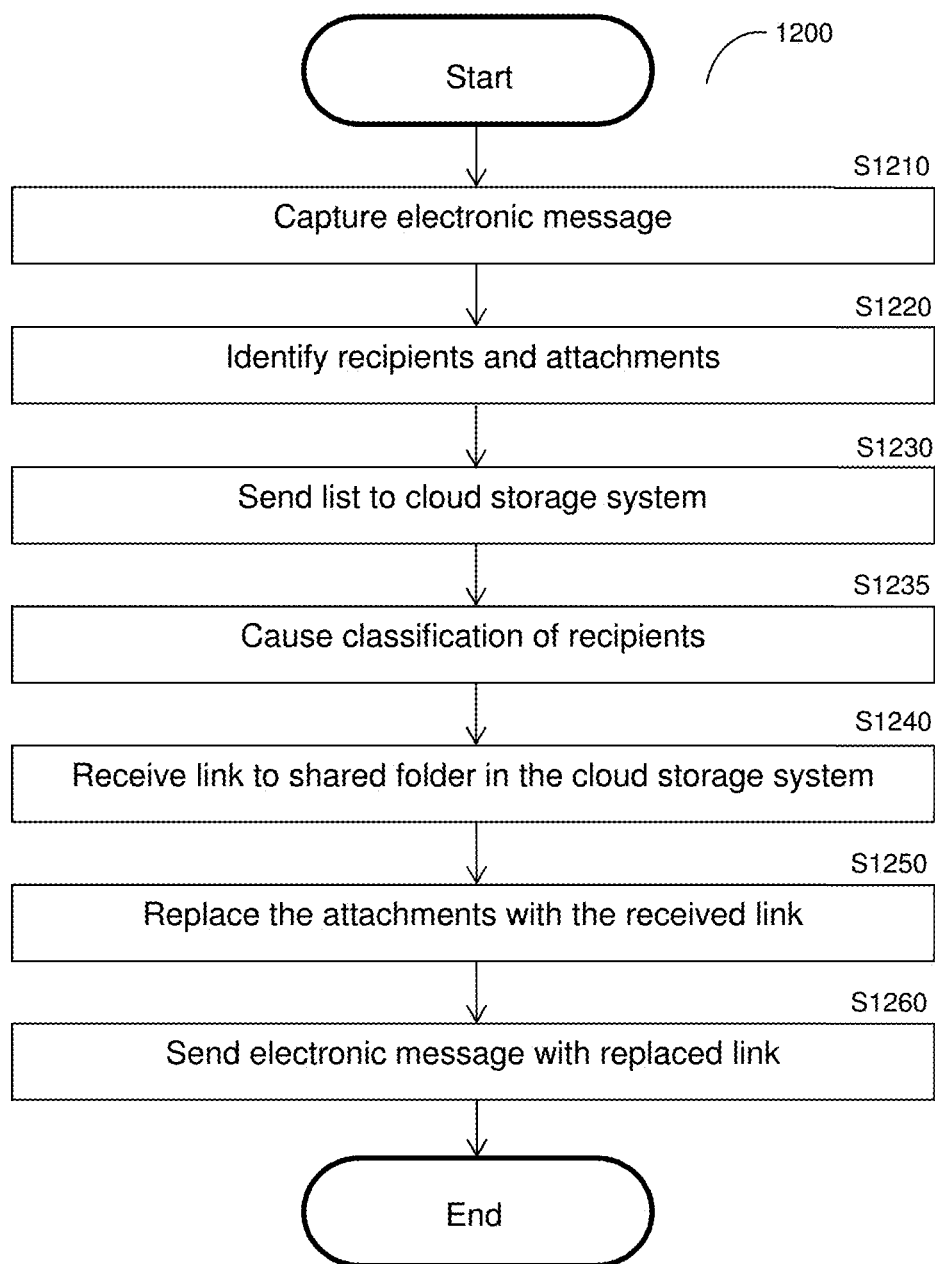 Start
1200
S1210
Capture electronic message
S1220
Identify recipients and attachments
S1230
Send list to cloud storage system
S1235
Cause classification of recipients
S1240
Receive link to shared folder in the cloud storage system
S1250
Replace the attachments with the received link
S1260
Send electronic message with replaced link
End